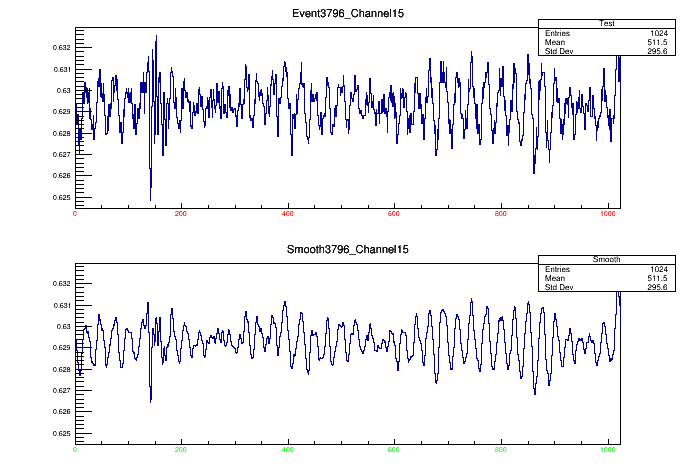 Event3796_Channel15
Test
Entries 1024
Mean 511.5
Std Dev 295.6
0.632
0.631
0.63
0.629
0.628
0.627
0.626
0.625
0 200 400 600 800 1000
Smooth3796_Channel15
Smooth
Entries 1024
Mean 511.5
Std Dev 295.6
0.632
0.631
0.63
0.629
0.628
0.627
0.626
0.625
0 200 400 600 800 1000